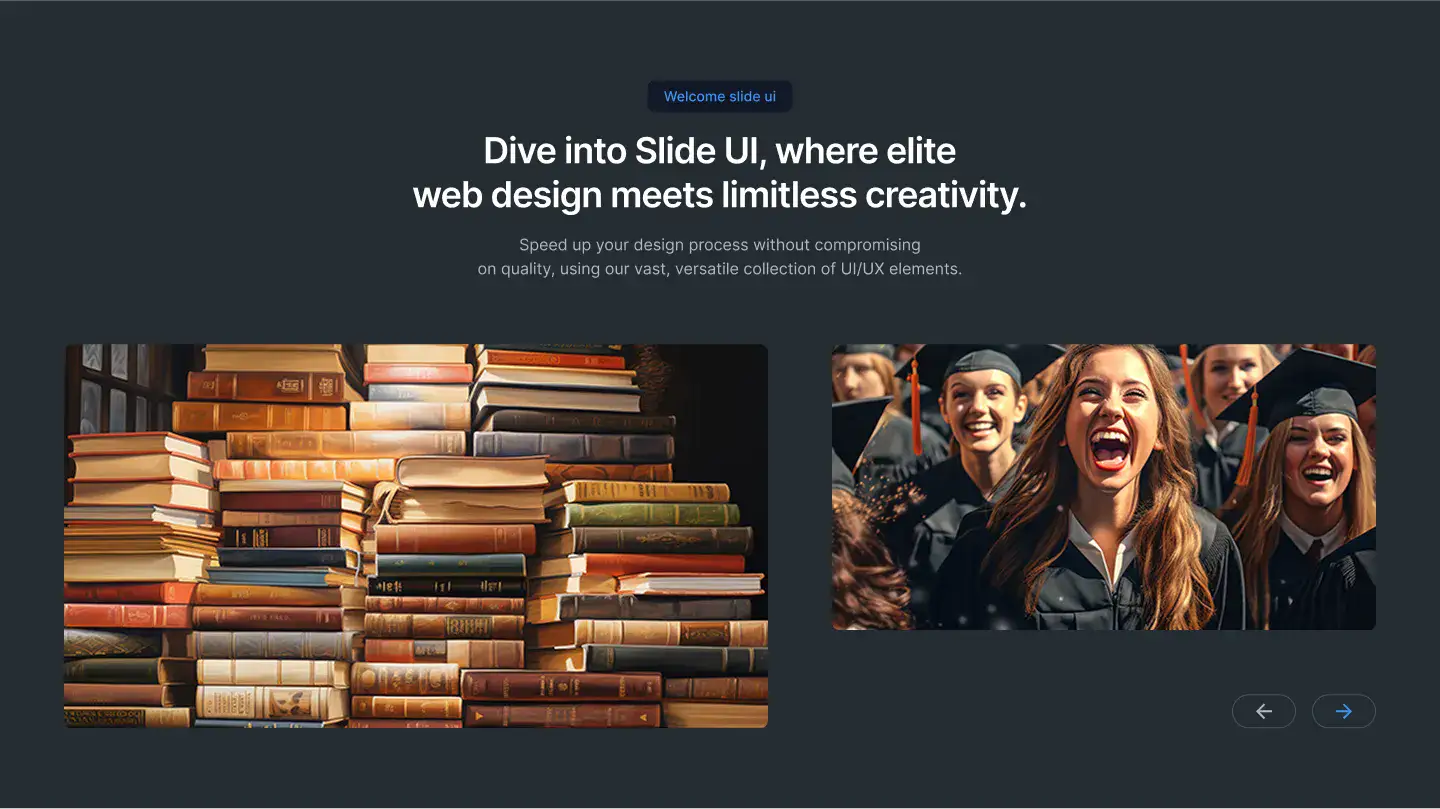 Welcome slide ui
Dive into Slide UI, where elite
web design meets limitless creativity.
Speed up your design process without compromising
on quality, using our vast, versatile collection of UI/UX elements.